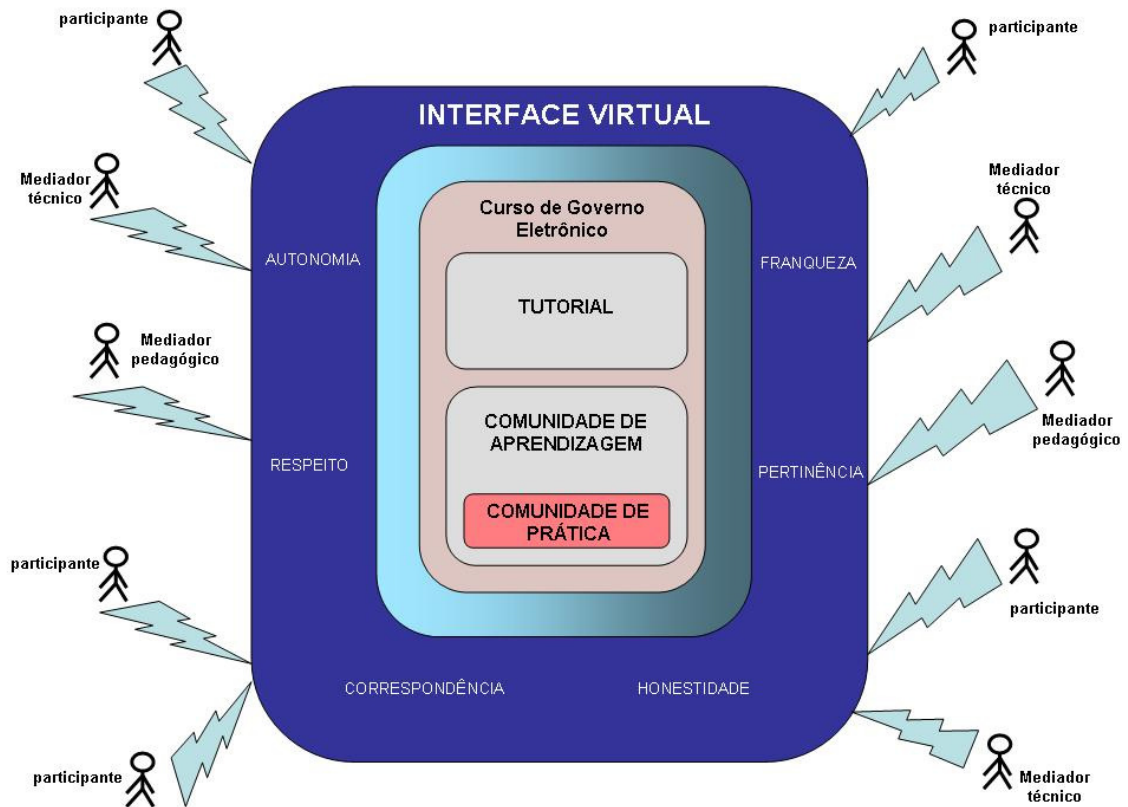 participante
participante
INTERFACE VIRTUAL
Mediador
técnico
Mediador
técnico
Curso de Governo
Eletrônico
AUTONOMIA
FRANQUEZA
TUTORIAL
Mediador
pedagógico
Mediador
pedagógico
COMUNIDADE DE
APRENDIZAGEM
RESPEITO
PERTINÊNCIA
COMUNIDADE DE
PRÁTICA
participante
participante
CORRESPONDÊNCIA
HONESTIDADE
participante
Mediador
técnico